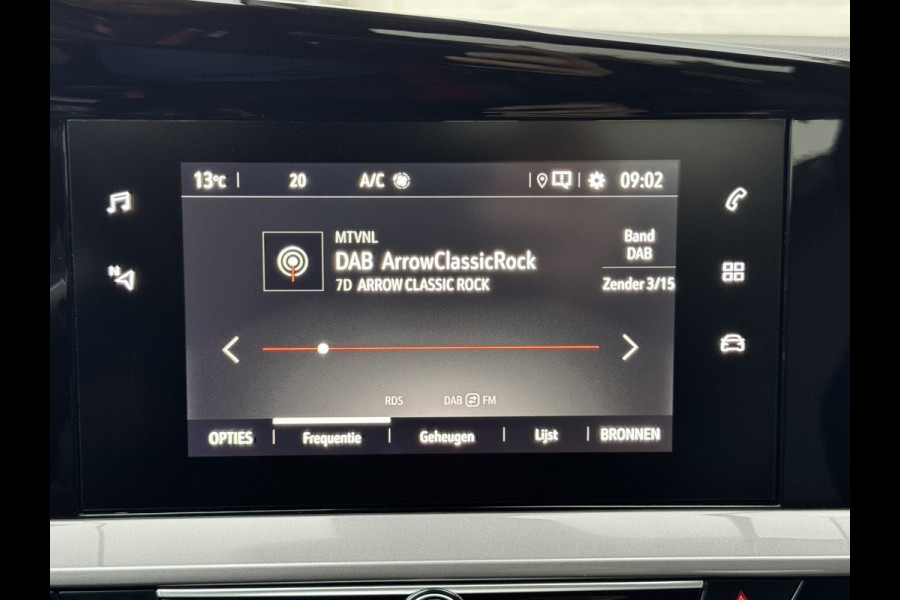 13°C 20 A/C 09:02
MTVNL
DAB ArrowClassicRock
7D ARROW CLASSIC ROCK
Band
DAB
Zender 3/15
N
RDS DAB FM
OPTIES Frequentie Geheugen Lijst BRONNEN